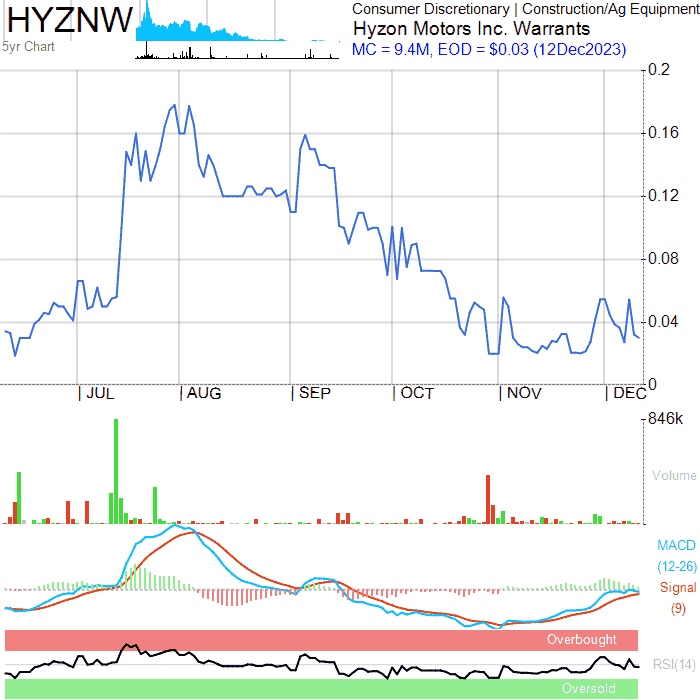 HYZNW
5yr Chart
Consumer Discretionary | Construction/Ag Equipment
Hyzon Motors Inc. Warrants
MC = 9.4M, EOD = $0.03 (12Dec2023)
0.2
0.16
0.12
0.08
0.04
0
| JUL | AUG | SEP | OCT | NOV | DEC
846k
Volume
MACD
(12-26)
Signal
(9)
Overbought
RSI(14)
Oversold